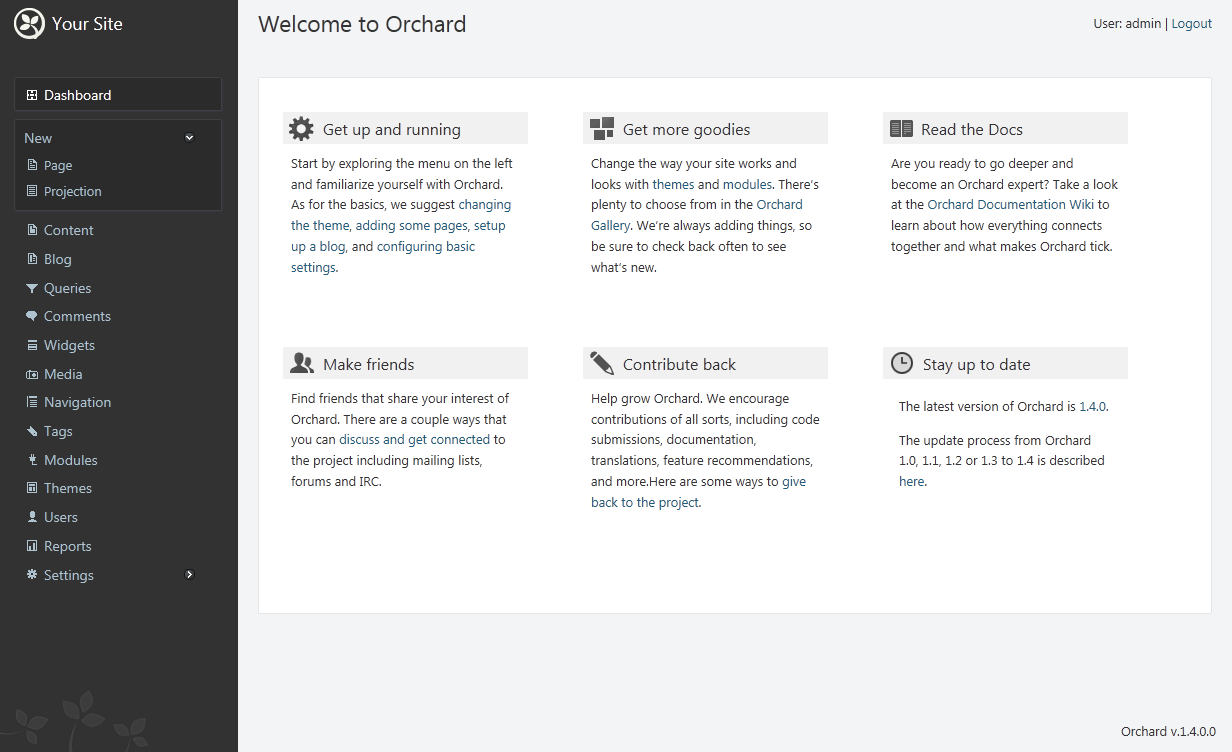 Your Site
Welcome to Orchard
User: admin | Logout
Dashboard
New
Page
Projection
Content
Blog
Queries
Comments
Widgets
Media
Navigation
Tags
Modules
Themes
Users
Reports
Settings
Get up and running
Start by exploring the menu on the left
and familiarize yourself with Orchard.
As for the basics, we suggest changing
the theme, adding some pages, setup
up a blog, and configuring basic
settings.
Get more goodies
Change the way your site works and
looks with themes and modules. There's
plenty to choose from in the Orchard
Gallery. We're always adding things, so
be sure to check back often to see
what's new.
Read the Docs
Are you ready to go deeper and
become an Orchard expert? Take a look
at the Orchard Documentation Wiki to
learn about how everything connects
together and what makes Orchard tick.
Make friends
Find friends that share your interest of
Orchard. There are a couple ways that
you can discuss and get connected to
the project including mailing lists,
forums and IRC.
Contribute back
Help grow Orchard. We encourage
contributions of all sorts, including code
submissions, documentation,
translations, feature recommendations,
and more.Here are some ways to give
back to the project.
Stay up to date
The latest version of Orchard is 1.4.0.
The update process from Orchard
1.0, 1.1, 1.2 or 1.3 to 1.4 is described
here.
Orchard v.1.4.0.0